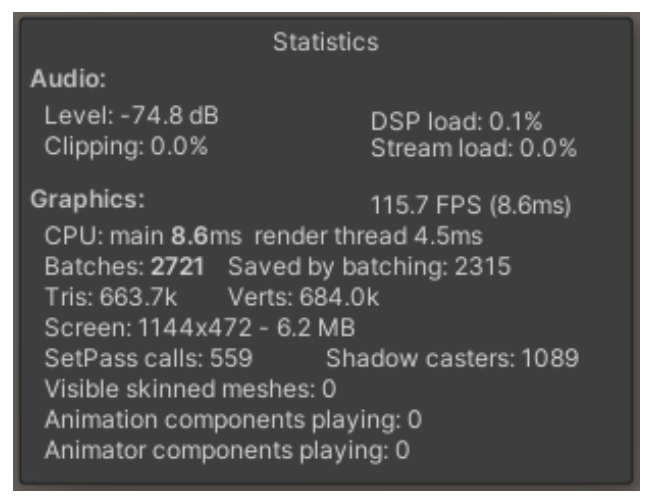 Statistics
Audio:
Level: -74.8 dB
DSP load: 0.1%
Clipping: 0.0%
Stream load: 0.0%
Graphics:
115.7 FPS (8.6ms)
CPU: main 8.6ms render thread 4.5ms
Batches: 2721 Saved by batching: 2315
Tris: 663.7k Verts: 684.0k
Screen: 1144x472 - 6.2 MB
SetPass calls: 559 Shadow casters: 1089
Visible skinned meshes: 0
Animation components playing: 0
Animator components playing: 0